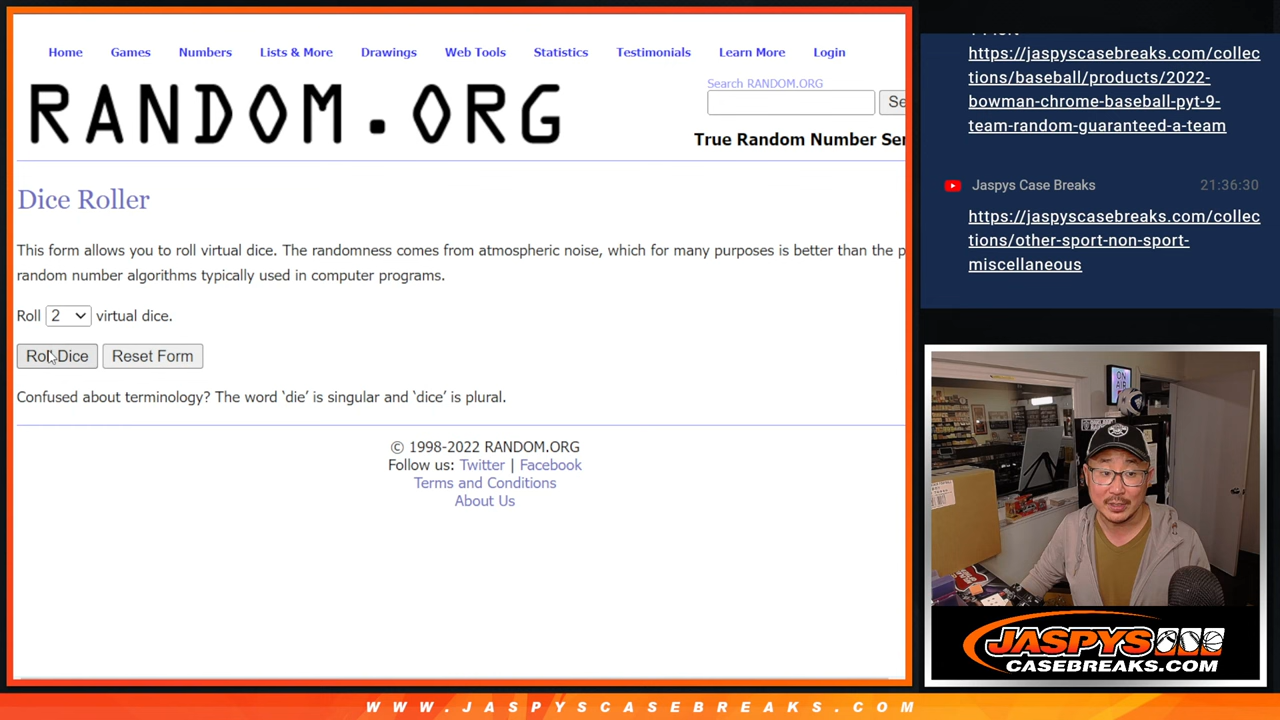 Home Games Numbers Lists & More Drawings Web Tools Statistics Testimonials Learn More Login
RANDOM.ORG
Search RANDOM.ORG
Se
True Random Number Ser
Dice Roller
This form allows you to roll virtual dice. The randomness comes from atmospheric noise, which for many purposes is better than the p
random number algorithms typically used in computer programs.
Roll 2 virtual dice.
Roll Dice Reset Form
Confused about terminology? The word ‘die’ is singular and ‘dice’ is plural.
© 1998-2022 RANDOM.ORG
Follow us: Twitter | Facebook
Terms and Conditions
About Us
https://jaspyscasebreaks.com/collec
tions/baseball/products/2022-
bowman-chrome-baseball-pyt-9-
team-random-guaranteed-a-team
Jaspys Case Breaks 21:36:30
https://jaspyscasebreaks.com/collec
tions/other-sport-non-sport-
miscellaneous
ON
AIR
JASPYS
CASEBREAKS.COM
WWW.JASPYSCASEBREAKS.COM